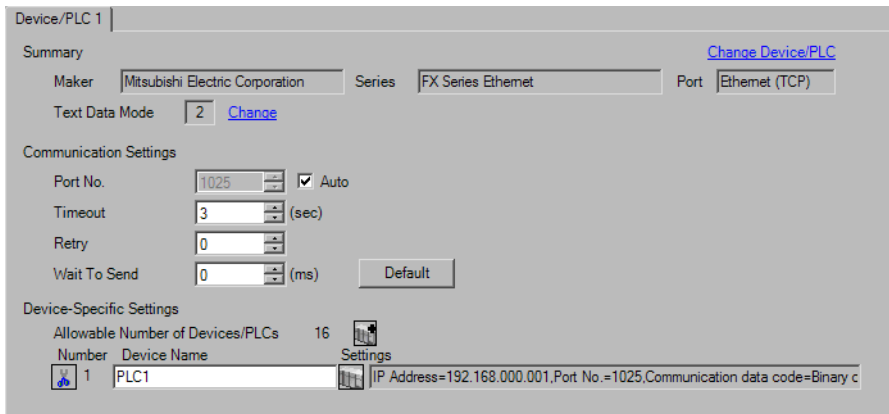 Device/PLC 1
Summary Change Device/PLC
Maker Mitsubishi Electric Corporation Series FX Series Ethernet Port Ethernet (TCP)
Text Data Mode 2 Change
Communication Settings
Port No. 1025 Auto
Timeout 3 (sec)
Retry 0
Wait To Send 0 (ms) Default
Device-Specific Settings
Allowable Number of Devices/PLCs 16
Number Device Name Settings
1 PLC1 IP Address=192.168.000.001,Port No.=1025,Communication data code=Binary c